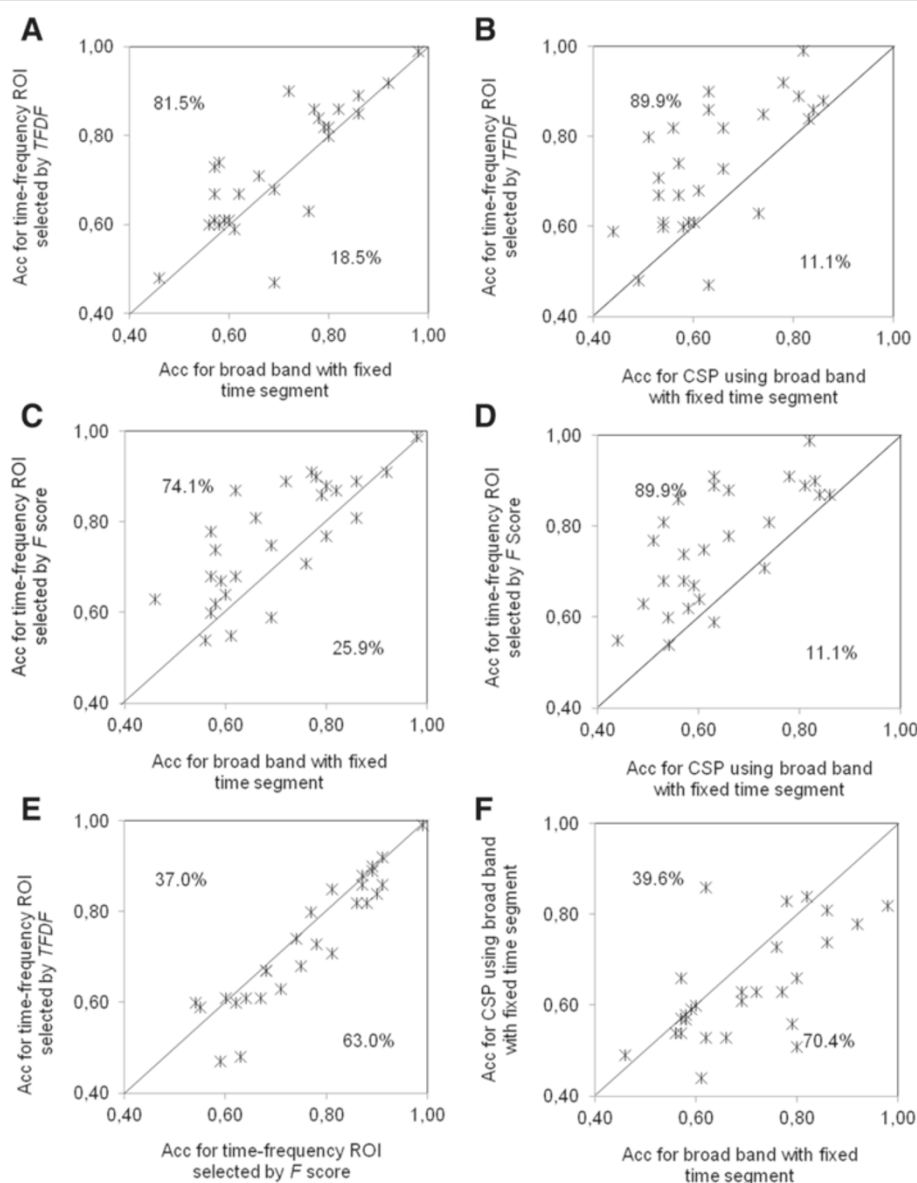 A
Acc for time-frequency ROI
selected by TFDF
1,00
0,80
0,60
0,40
81.5%
18.5%
0,40
0,60
0,80
1,00
Acc for broad band with fixed
time segment
B
Acc for time-frequency ROI
selected by TFDF
1,00
0,80
0,60
0,40
89.9%
11.1%
0,40
0,60
0,80
1,00
Acc for CSP using broad band
with fixed time segment
C
Acc for time-frequency ROI
selected by F score
1,00
0,80
0,60
0,40
74.1%
25.9%
0,40
0,60
0,80
1,00
Acc for broad band with fixed
time segment
D
Acc for time-frequency ROI
selected by F Score
1,00
0,80
0,60
0,40
89.9%
11.1%
0,40
0,60
0,80
1,00
Acc for CSP using broad band
with fixed time segment
E
Acc for time-frequency ROI
selected by TFDF
1,00
0,80
0,60
0,40
37.0%
63.0%
0,40
0,60
0,80
1,00
Acc for time-frequency ROI
selected by F score
F
Acc for CSP using broad band
with fixed time segment
1,00
0,80
0,60
0,40
39.6%
70.4%
0,40
0,60
0,80
1,00
Acc for broad band with fixed
time segment